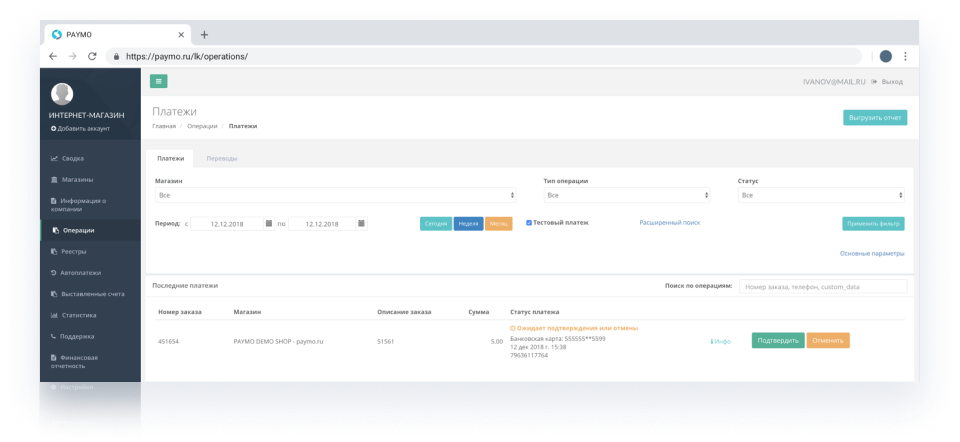 PAYMO × +
https://paymo.ru/lk/operations/
IVANOV@MAIL.RU Выход
ИНТЕРНЕТ-МАГАЗИН
Добавить аккаунт
Сводка
Магазины
Информация о
компании
Операции
Реестры
Автоплатежи
Выставленные счета
Статистика
Поддержка
Финансовая
отчетность
Настройки
Платежи
Главная / Операции / Платежи
Выгрузить отчет
Платежи Переводы
Магазин Тип операции Статус
Все Все Все
Период: с 12.12.2018 по 12.12.2018 Сегодня Неделя Месяц Тестовый платеж Расширенный поиск Применить фильтр
Основные параметры
Последние платежи Поиск по операциям: Номер заказа, телефон, custom_data
Номер заказа Магазин Описание заказа Сумма Статус платежа
451654 PAYMO DEMO SHOP - paymo.ru S1561 5.00
Ожидает подтверждения или отмены
Банковская карта: 555555**5599
12 дек 2018 г. 15:38
79636117764
Инфо Подтвердить Отменить